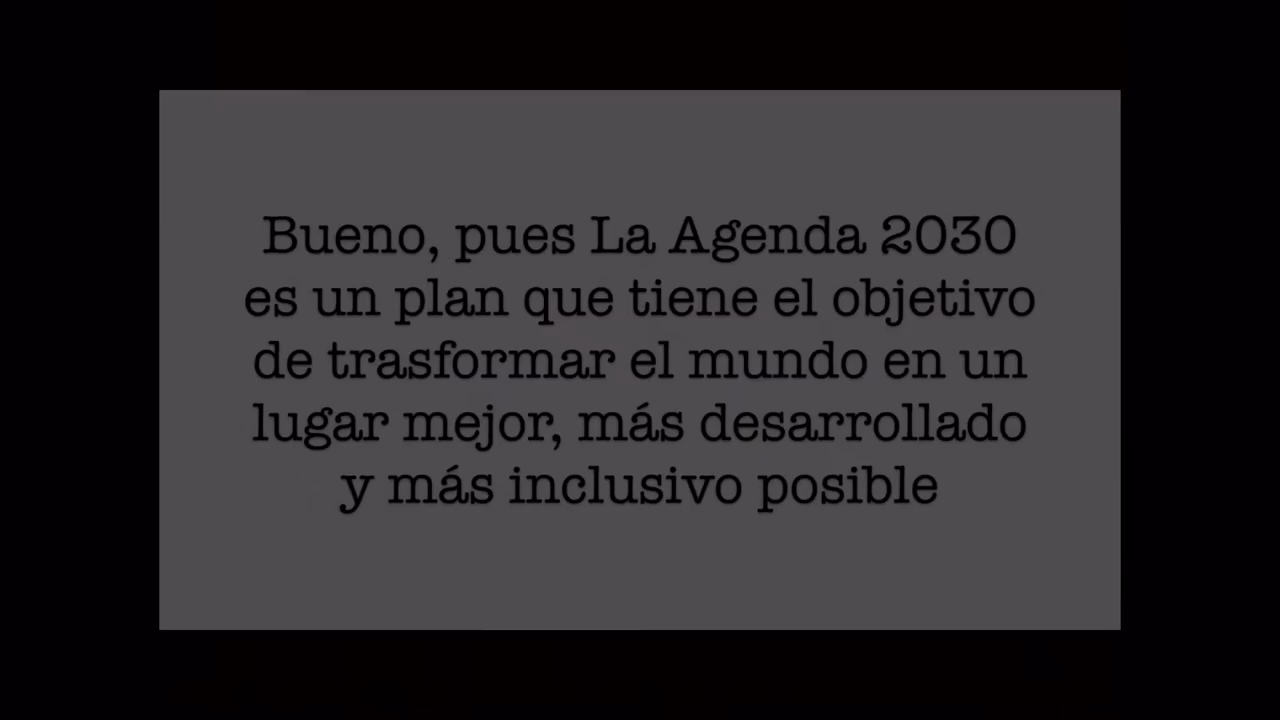 Bueno, pues La Agenda 2030
es un plan que tiene el objetivo
de trasformar el mundo en un
lugar mejor, más desarrollado
y más inclusivo posible